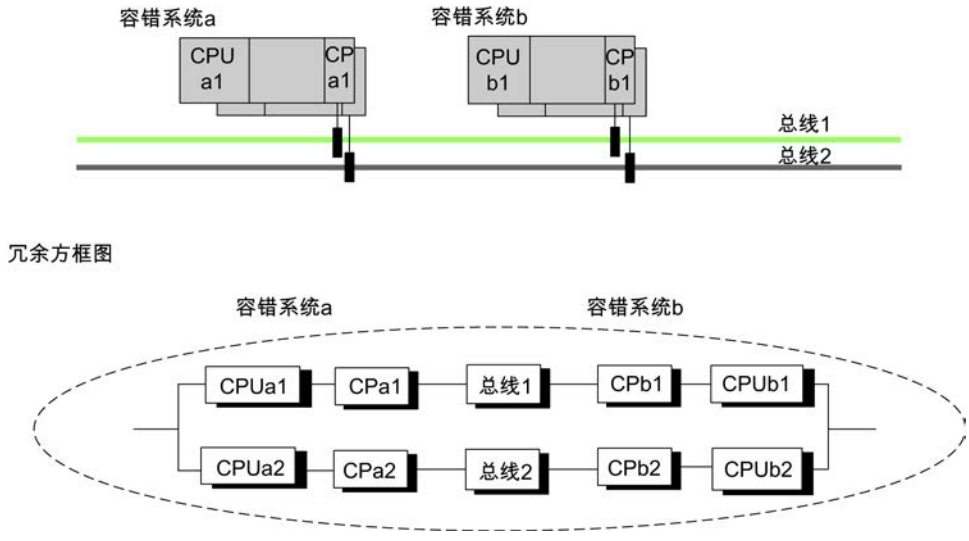 容错系统a
容错系统b
CPU
a1
CP
a1
CPU
b1
CP
b1
总线1
总线2
冗余方框图
容错系统a
容错系统b
CPUa1
CPa1
总线1
CPb1
CPUb1
CPUa2
CPa2
总线2
CPb2
CPUb2